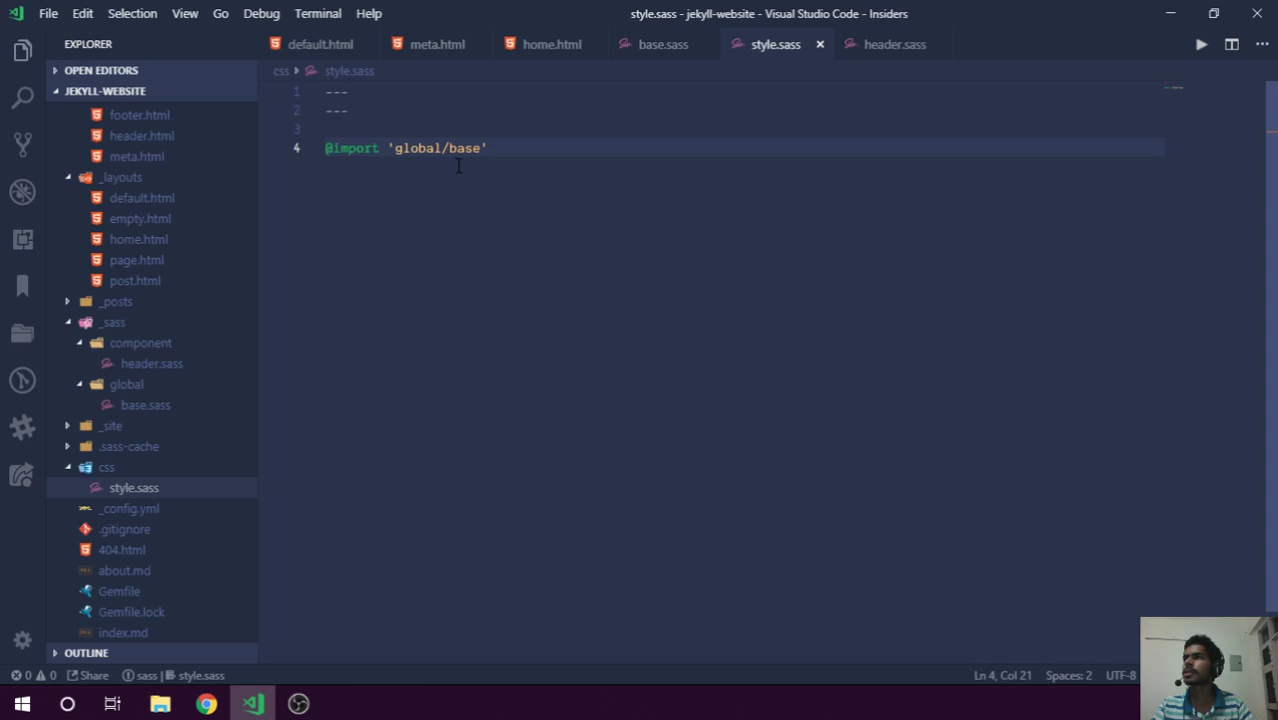 File Edit Selection View Go Debug Terminal Help style.sass - jekyll-website - Visual Studio Code - Insiders
EXPLORER
default.html meta.html home.html base.sass style.sass header.sass
OPEN EDITORS
css style.sass
JEKYLL-WEBSITE
1 ---
2 ---
3
4 @import 'global/base'
footer.html
header.html
meta.html
_layouts
default.html
empty.html
home.html
page.html
post.html
_posts
_sass
component
header.sass
global
base.sass
_site
.sass-cache
css
style.sass
_config.yml
.gitignore
404.html
about.md
Gemfile
Gemfile.lock
index.md
OUTLINE
0 0 Share sass | style.sass Ln 4, Col 21 Spaces: 2 UTF-8